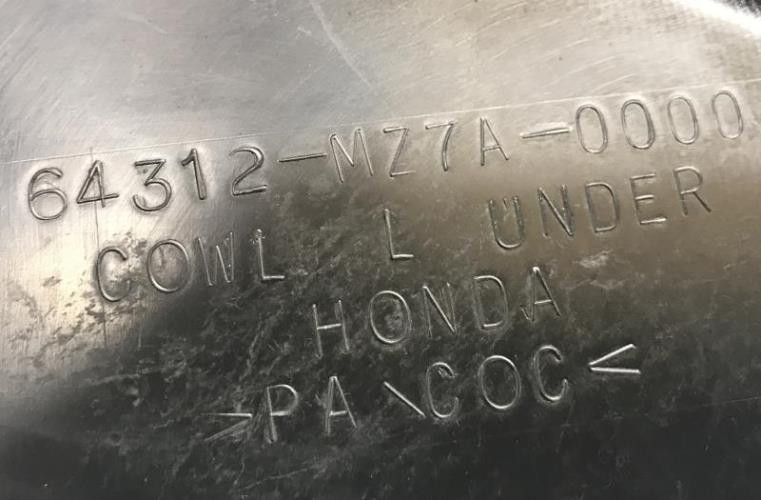 64312-MZ7A-0000
COWL L UNDER
HONDA
>PA\COC<